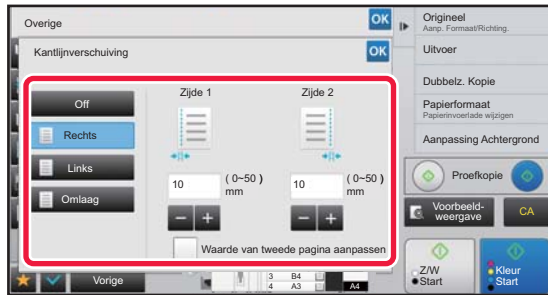 Overige
OK
Kantlijnverschuiving
OK
Off
Rechts
Links
Omlaag
Zijde 1
Zijde 2
10
(0~50)
mm
10
(0~50)
mm
Waarde van tweede pagina aanpassen
Vorige
3 B4
4 A3
A4
Origineel
Aanp. Formaat/Richting.
Uitvoer
Dubbelz. Kopie
Papierformaat
Papierinvoerlade wijzigen
Aanpassing Achtergrond
Proefkopie
Voorbeeld-
weergave
CA
Z/W
Start
Kleur
Start